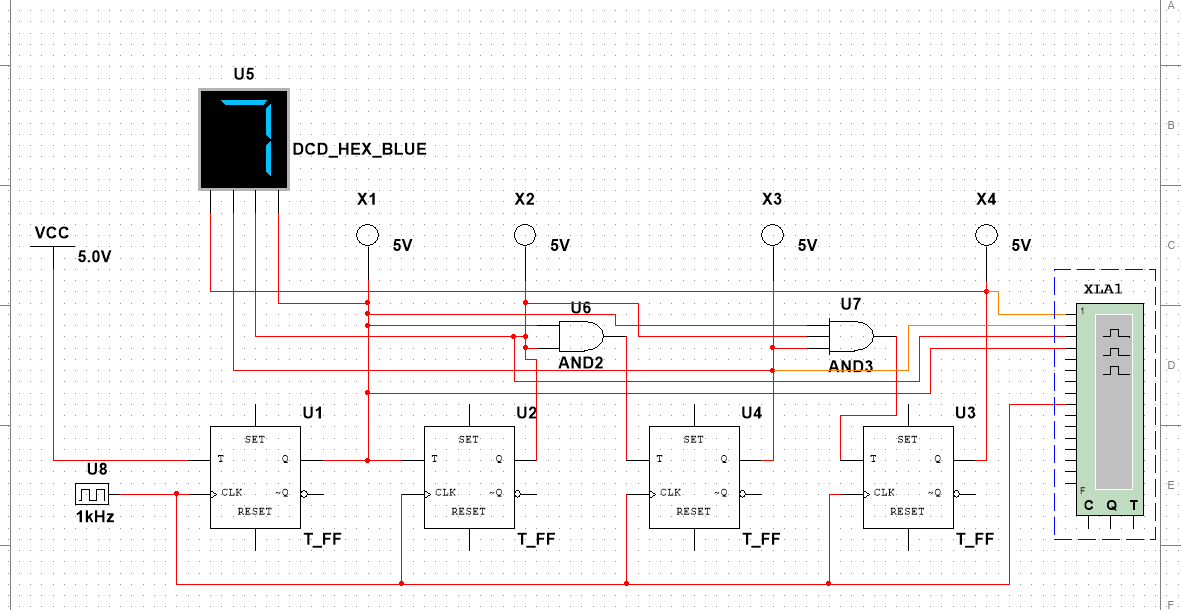 A
U5
7
B
DCD_HEX_BLUE
X1
X2
X3
X4
VCC
5V
5V
5V
5V
C
5.0V
XLA1
U6
U7
1
AND2
AND3
D
U1
U2
U4
U3
SET
SET
SET
SET
T Q
T Q
T Q
T Q
U8
CLK ~Q
CLK ~Q
CLK ~Q
CLK ~Q
F
E
1kHz
RESET
RESET
RESET
RESET
C Q T
T_FF
T_FF
T_FF
T_FF
F